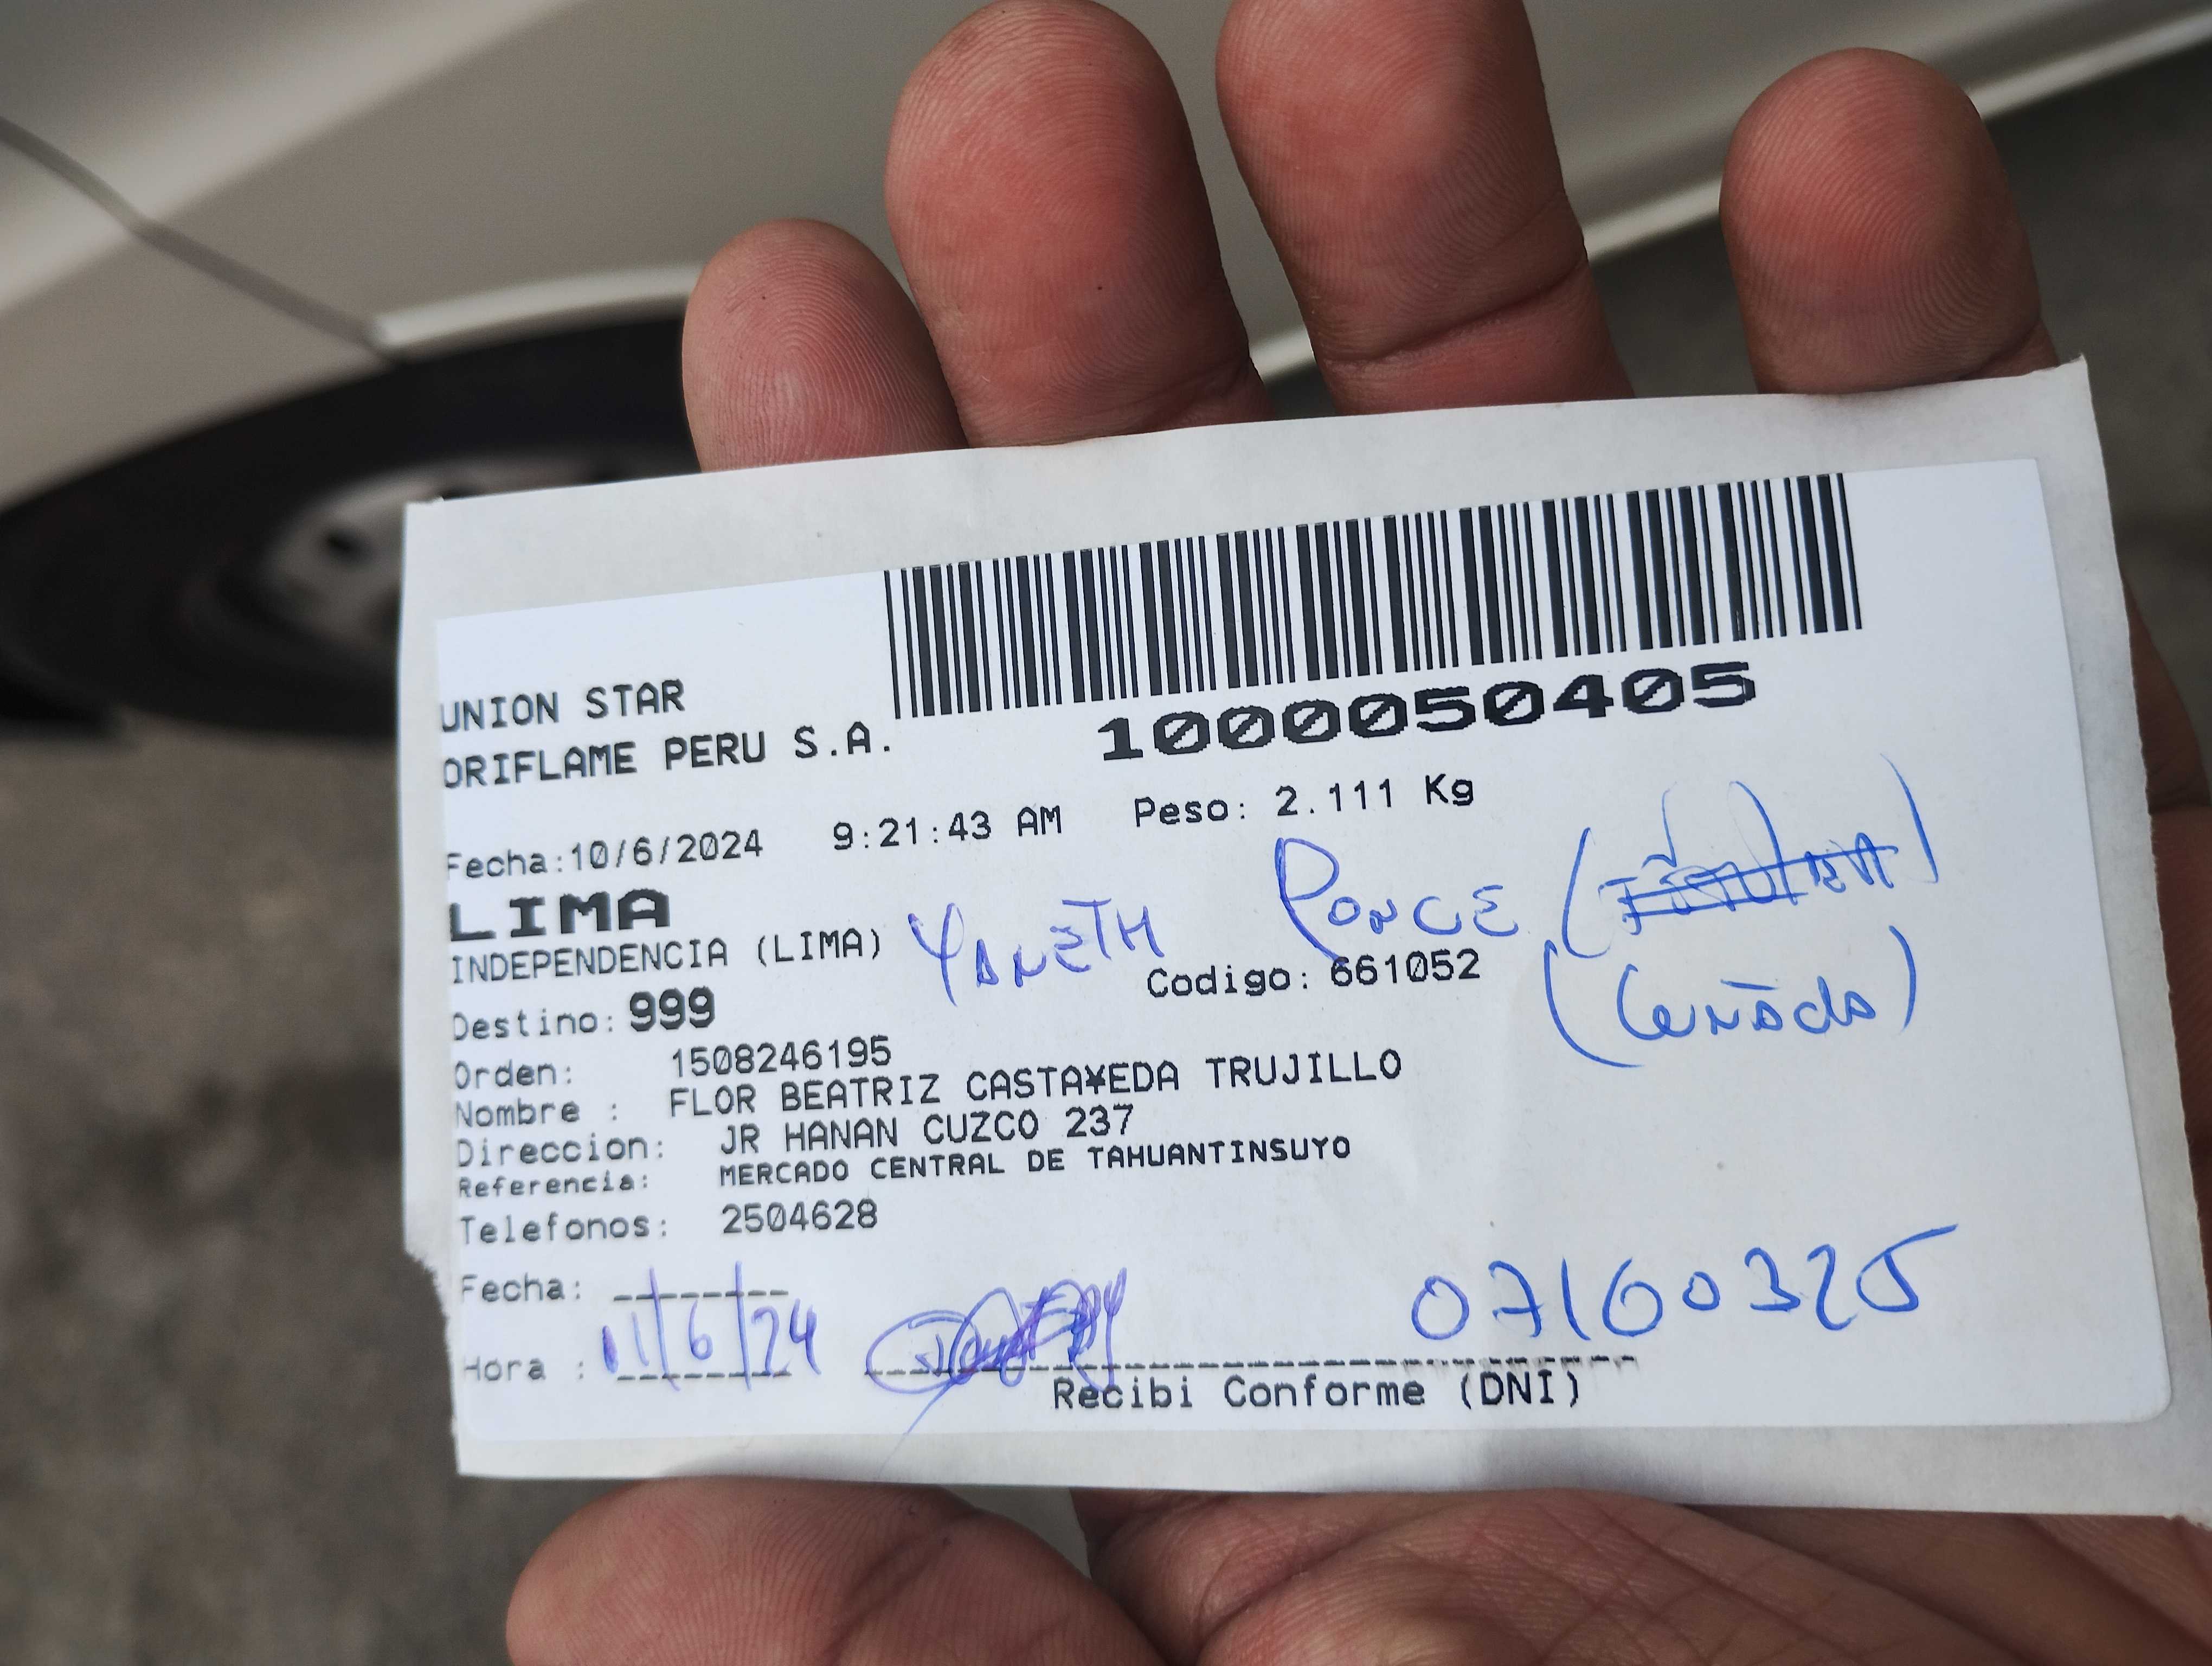 UNION STAR
ORIFLAME PERU S.A.
1000050405
Fecha:10/6/2024 9:21:43 AM Peso: 2.111 Kg
LIMA
INDEPENDENCIA (LIMA) YANETH PONCE
Destino: 999 Codigo: 661052 (Cuñada)
Orden: 1508246195
Nombre : FLOR BEATRIZ CASTA¥EDA TRUJILLO
Direccion: JR HANAN CUZCO 237
Referencia: MERCADO CENTRAL DE TAHUANTINSUYO
Telefonos: 2504628
Fecha:
Hora : 11/6/24 07160325
Recibi Conforme (DNI)